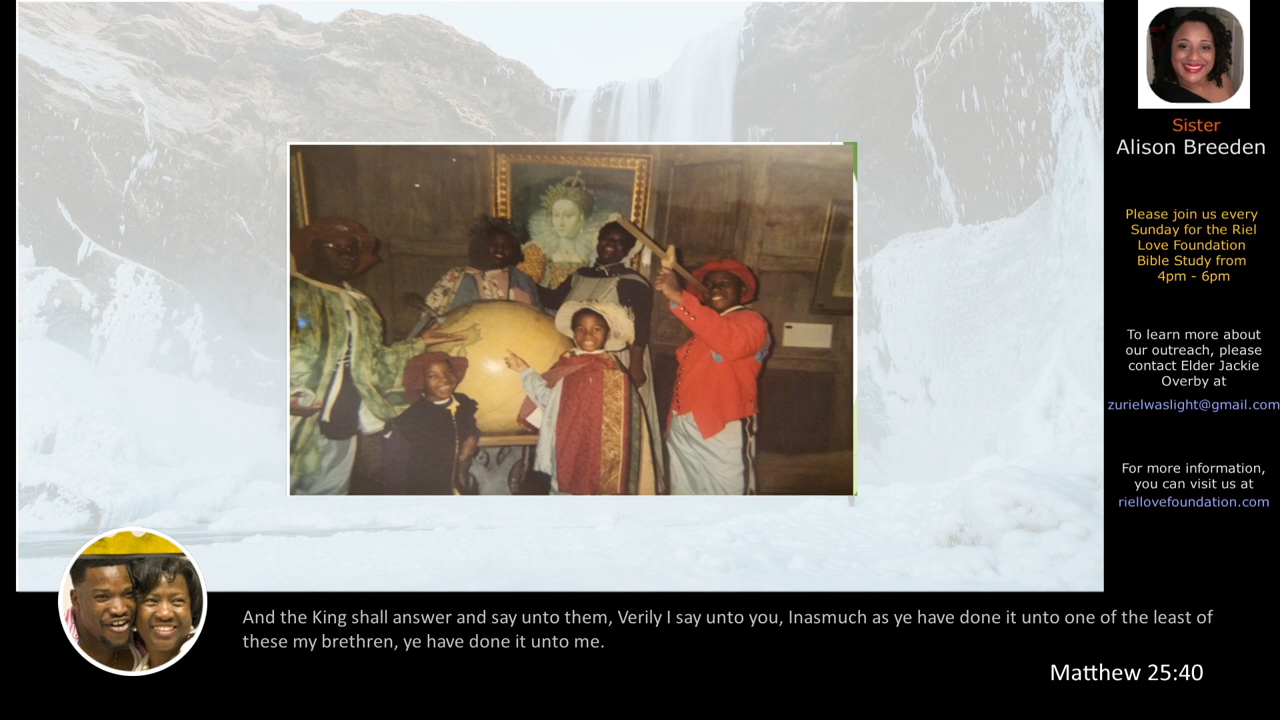 Sister
Alison Breeden
Please join us every
Sunday for the Riel
Love Foundation
Bible Study from
4pm - 6pm
To learn more about
our outreach, please
contact Elder Jackie
Overby at
zurielwaslight@gmail.com
For more information,
you can visit us at
riellovefoundation.com
And the King shall answer and say unto them, Verily I say unto you, Inasmuch as ye have done it unto one of the least of
these my brethren, ye have done it unto me.
Matthew 25:40